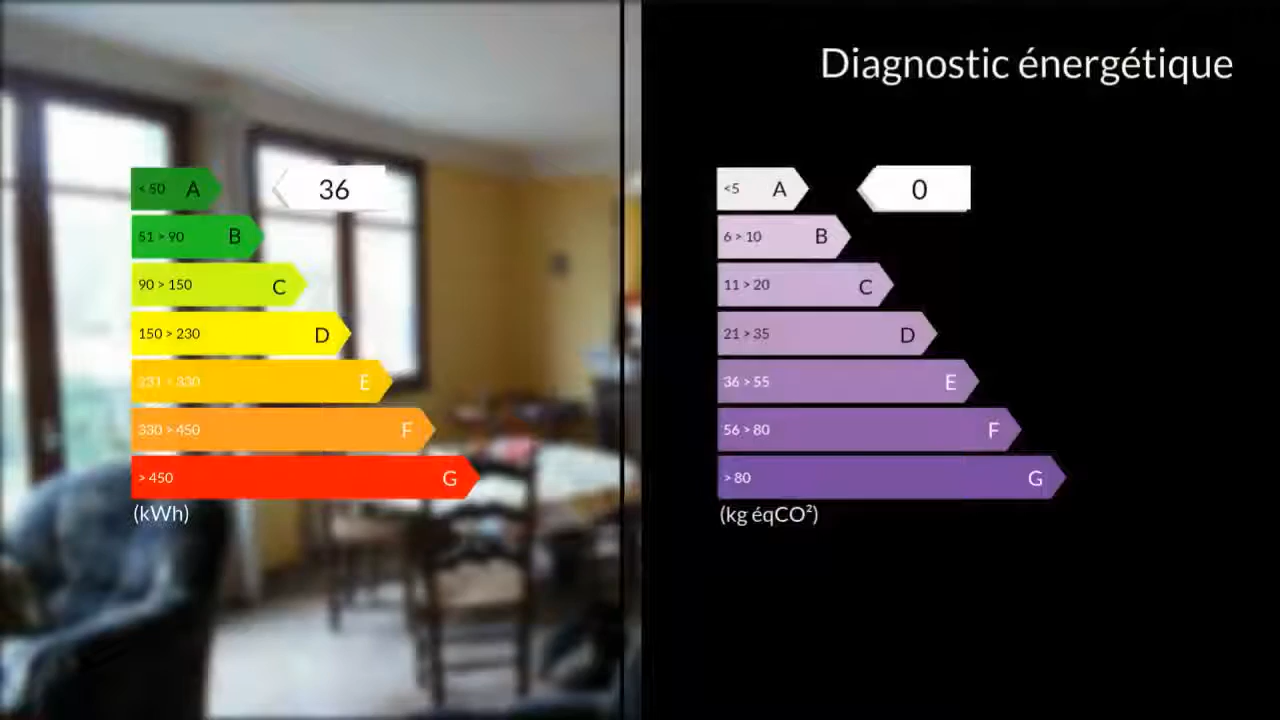 Diagnostic énergétique
< 50 A
36
51 > 90 B
90 > 150 C
150 > 230 D
231 > 330 E
330 > 450 F
> 450 G
(kWh)
<5 A
0
6 > 10 B
11 > 20 C
21 > 35 D
36 > 55 E
56 > 80 F
> 80 G
(kg éqCO²)